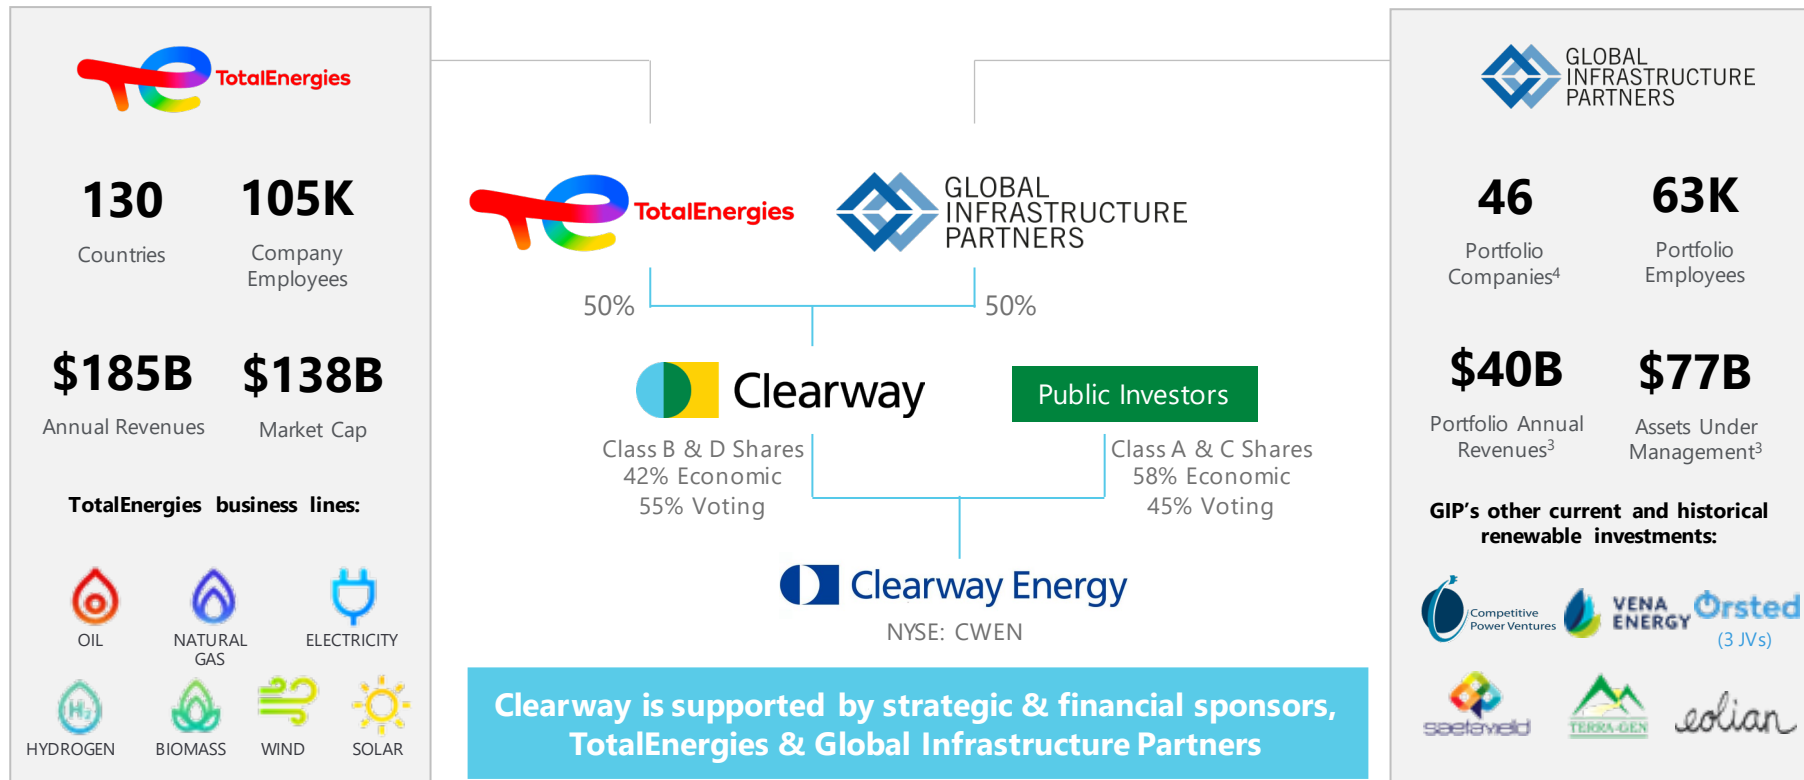 TotalEnergies
130
Countries
105K
Company
Employees
$185B
Annual Revenues
$138B
Market Cap
TotalEnergies business lines:
OIL
NATURAL
GAS
ELECTRICITY
H2
HYDROGEN
BIOMASS
WIND
SOLAR
TotalEnergies
GLOBAL
INFRASTRUCTURE
PARTNERS
50%
50%
Clearway
Public Investors
Class B & D Shares
42% Economic
55% Voting
Class A & C Shares
58% Economic
45% Voting
Clearway Energy
NYSE: CWEN
Clearway is supported by strategic & financial sponsors,
TotalEnergies & Global Infrastructure Partners
GLOBAL
INFRASTRUCTURE
PARTNERS
46
Portfolio
Companies4
63K
Portfolio
Employees
$40B
Portfolio Annual
Revenues3
$77B
Assets Under
Management3
GIP's other current and historical
renewable investments:
Competitive
Power Ventures
VENA
ENERGY
Orsted
(3 JVs)
saetayield
TERRA-GEN
eolian